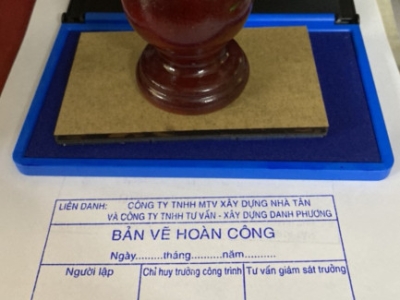 LIÊN DANH: CÔNG TY TNHH MTV XÂY DỰNG NHÃ TÂN
VÀ CÔNG TY TNHH TƯ VẤN - XÂY DỰNG DANH PHƯƠNG
BẢN VẼ HOÀN CÔNG
Ngày.........tháng..........năm..........
Người lập Chỉ huy trưởng công trình Tư vấn giám sát trưởng